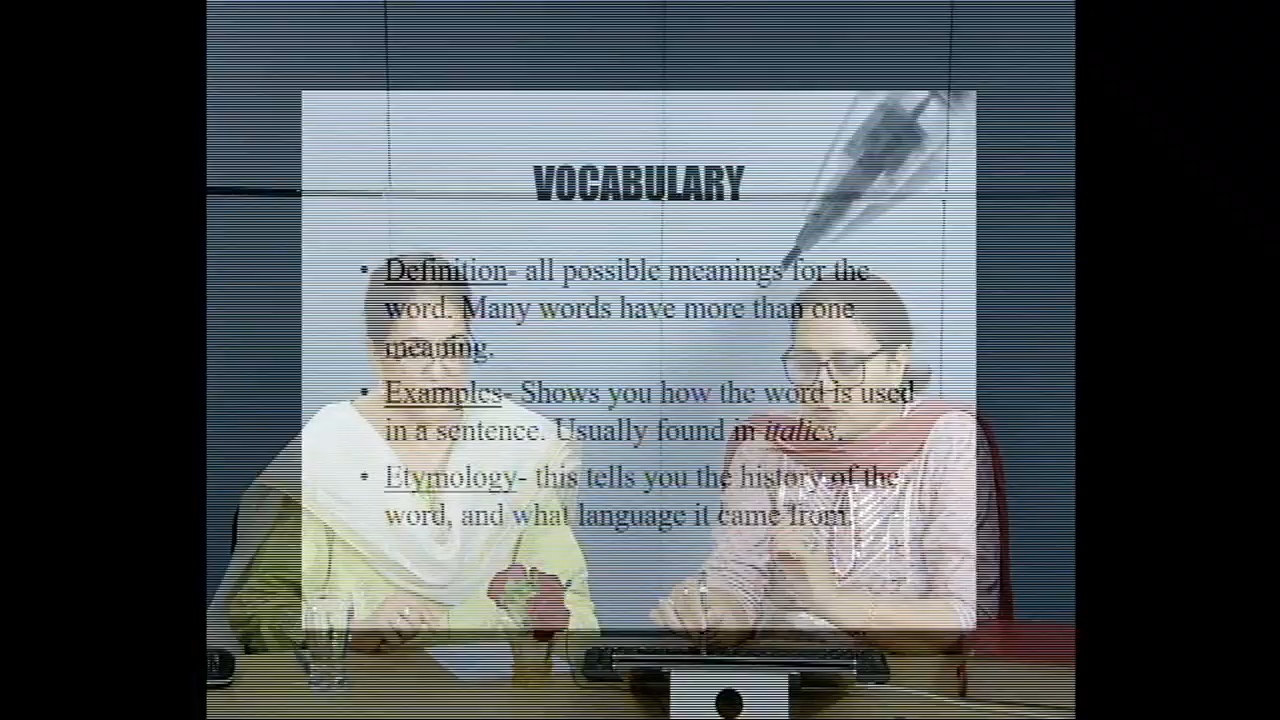 VOCABULARY
• Definition- all possible meanings for the
word. Many words have more than one
meaning.
• Examples- Shows you how the word is used
in a sentence. Usually found in italics.
• Etymology- this tells you the history of the
word, and what language it came from.